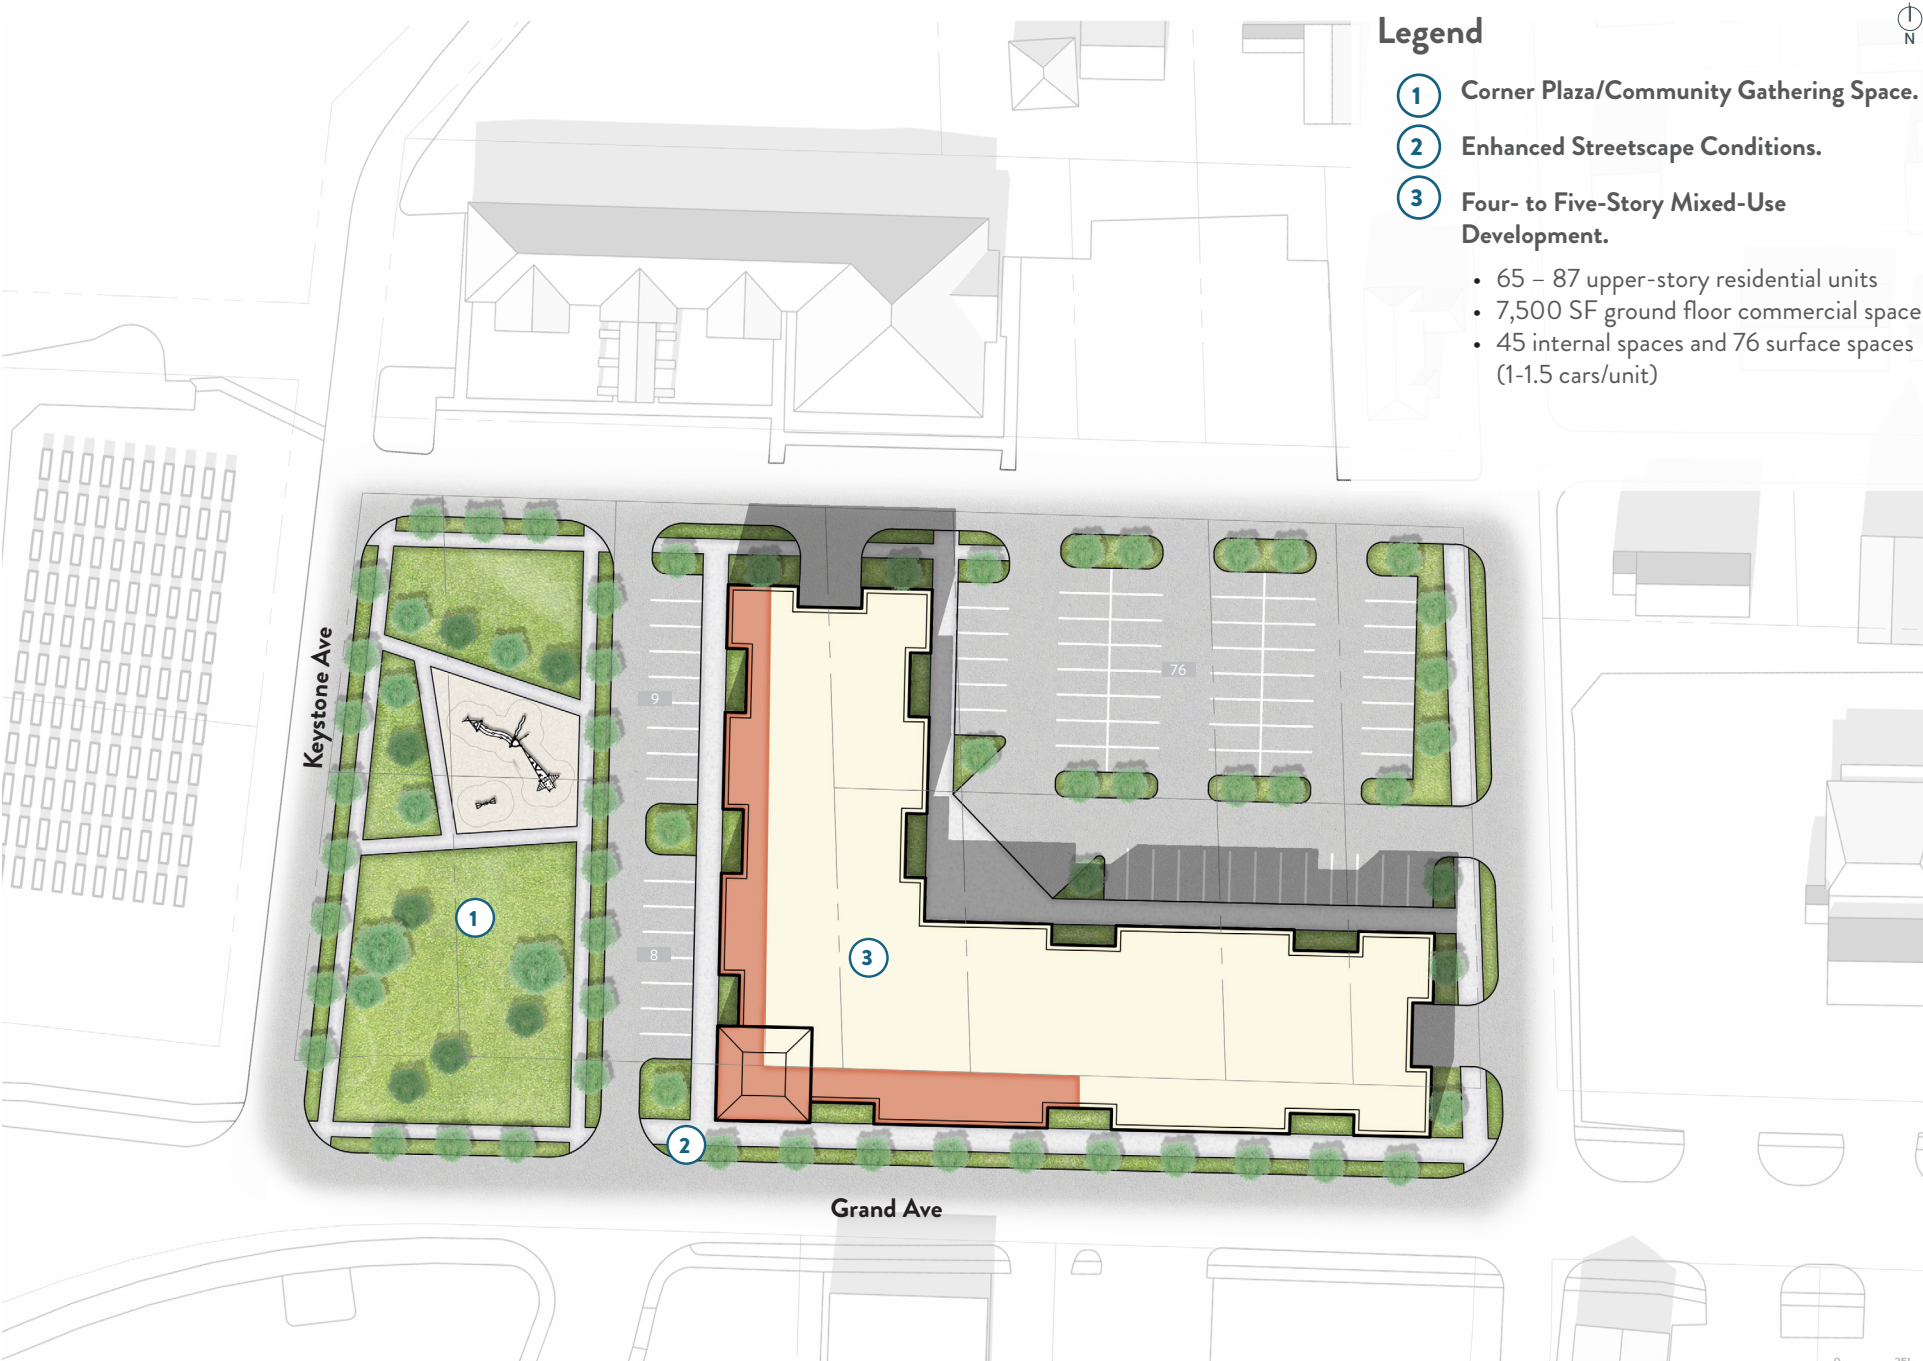 Legend
N
1 Corner Plaza/Community Gathering Space.
2 Enhanced Streetscape Conditions.
3 Four- to Five-Story Mixed-Use
Development.
• 65 – 87 upper-story residential units
• 7,500 SF ground floor commercial space
• 45 internal spaces and 76 surface spaces
(1-1.5 cars/unit)
Keystone Ave
9
76
1
8
3
2
Grand Ave